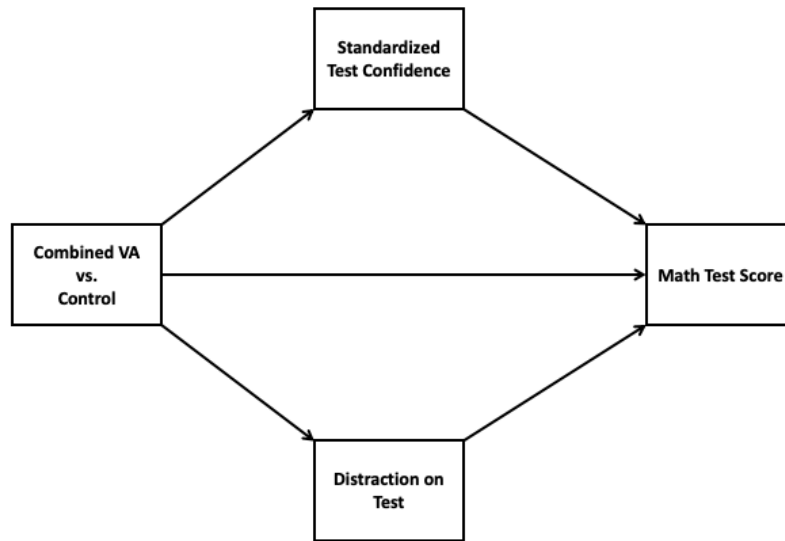 Standardized
Test Confidence
Combined VA
vs.
Control
Math Test Score
Distraction on
Test